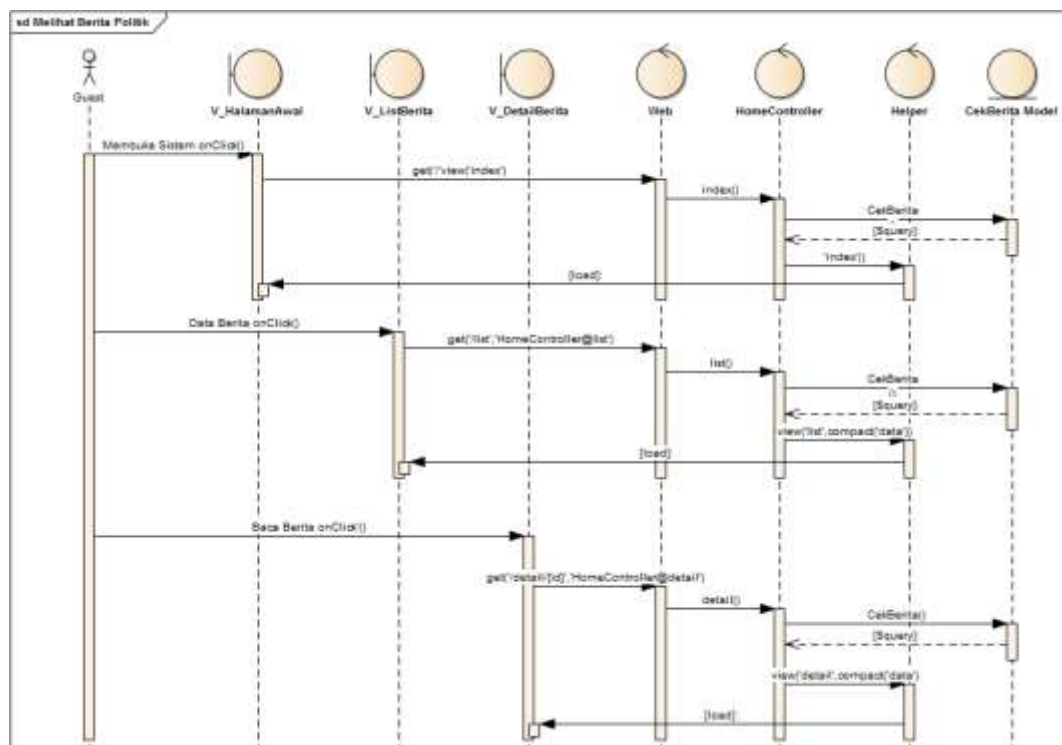 sd Melihat Berita Politik
Guest
V_HalamanAwal
V_ListBerita
V_DetailBerita
Web
HomeController
Helper
CekBerita Model
Membuka Sistem onClick()
get('/'view('index')
index()
CekBerita
[$query]
'index'()
[load]
Data Berita onClick()
get('/list','HomeController@list')
list()
CekBerita
()
[$query]
view('list',compact('data'))
[load]
Baca Berita onClick()
get('/detail/{id}','HomeController@detail')
detail()
CekBerita()
[$query]
view('detail',compact('data')
[load]